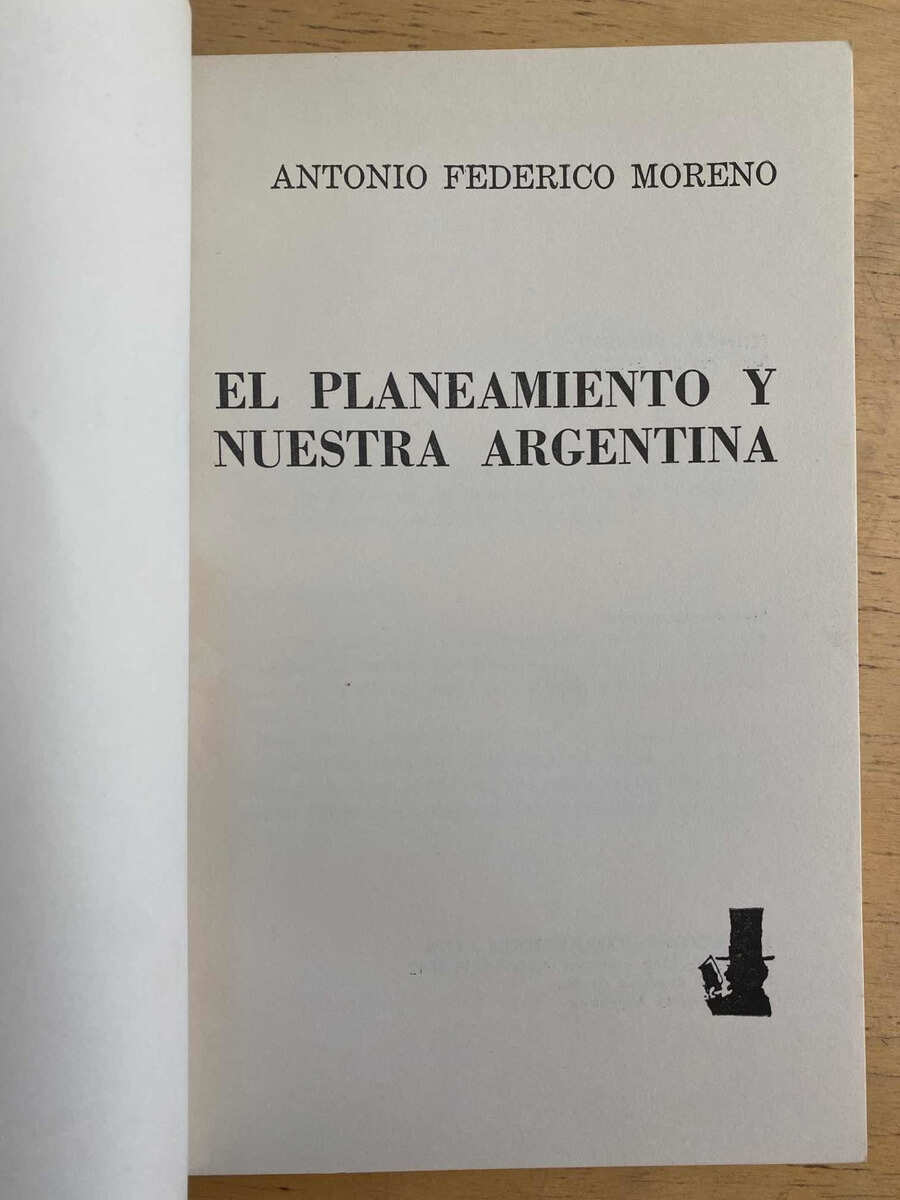 ANTONIO FEDERICO MORENO
EL PLANEAMIENTO Y
NUESTRA ARGENTINA